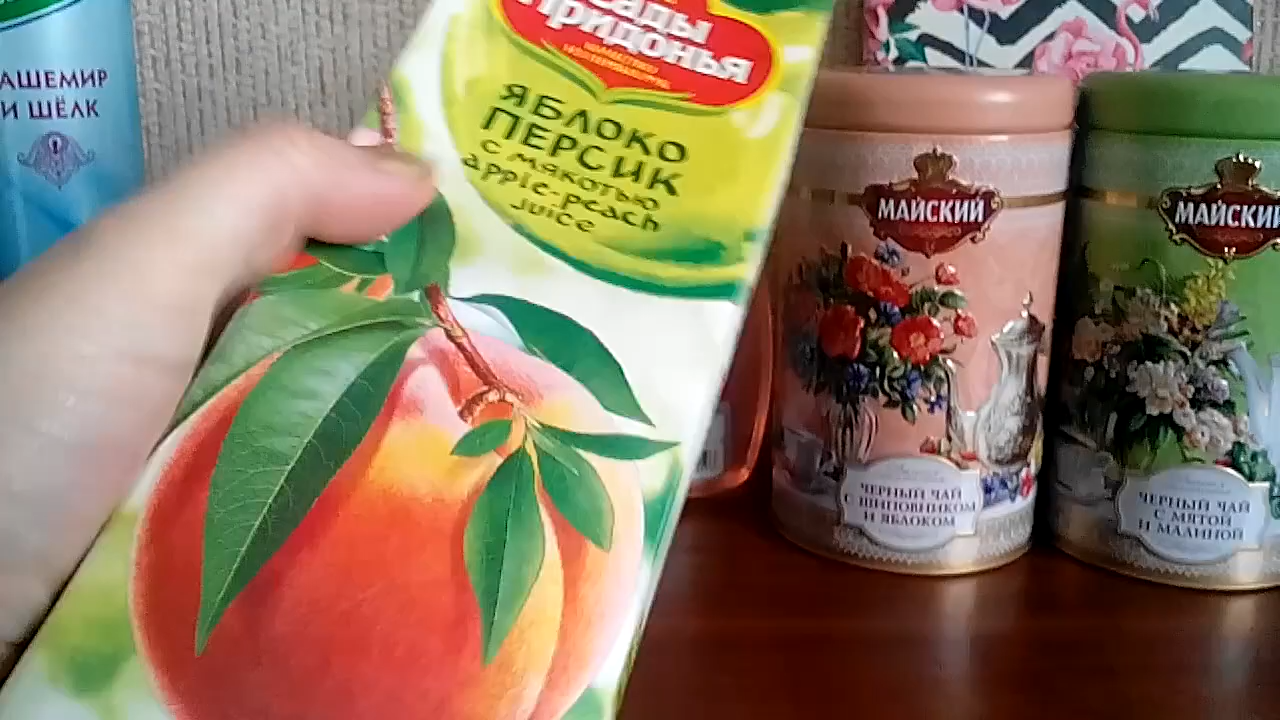 АШЕМИР
И ШЁЛК
Сады
Придонья
ЯБЛОКО
ПЕРСИК
с мякотью
apple-peach
juice
МАЙСКИЙ
ЧЕРНЫЙ ЧАЙ
С ШИПОВНИКОМ
И ЯБЛОКОМ
МАЙСКИЙ
ЧЕРНЫЙ ЧАЙ
С МЯТОЙ
И МАЛИНОЙ